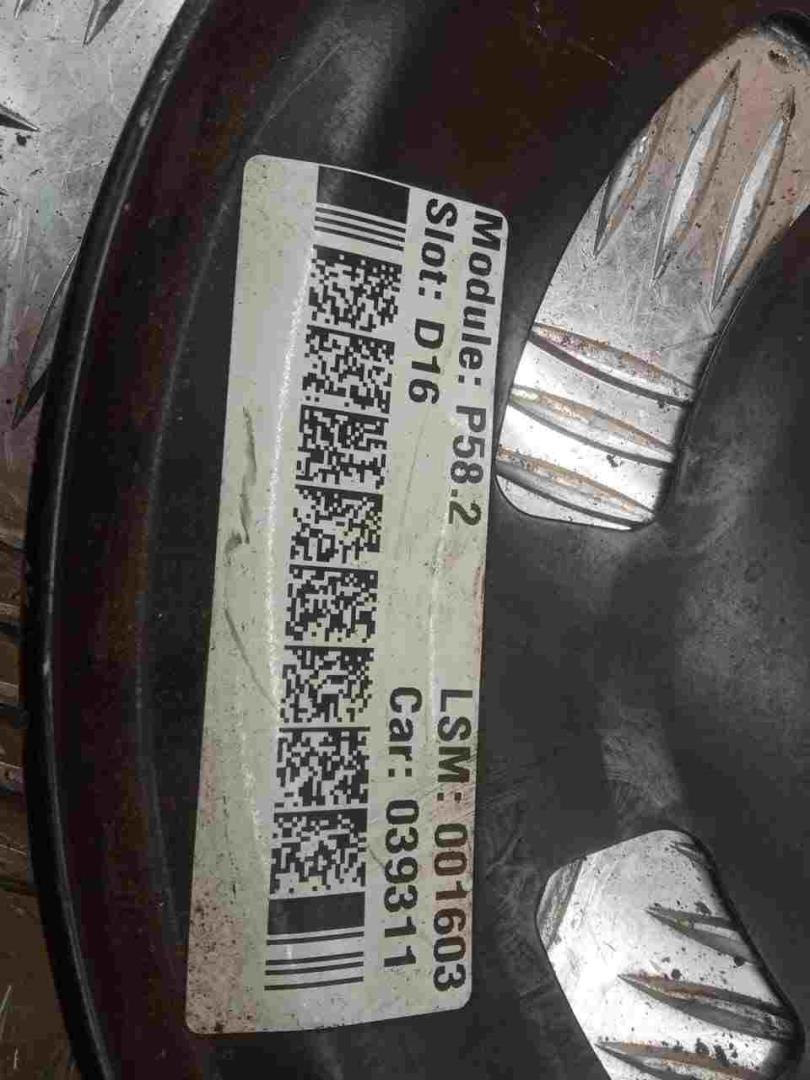 Module: P58.2 LSM: 001603
Slot: D16 Car: 039311